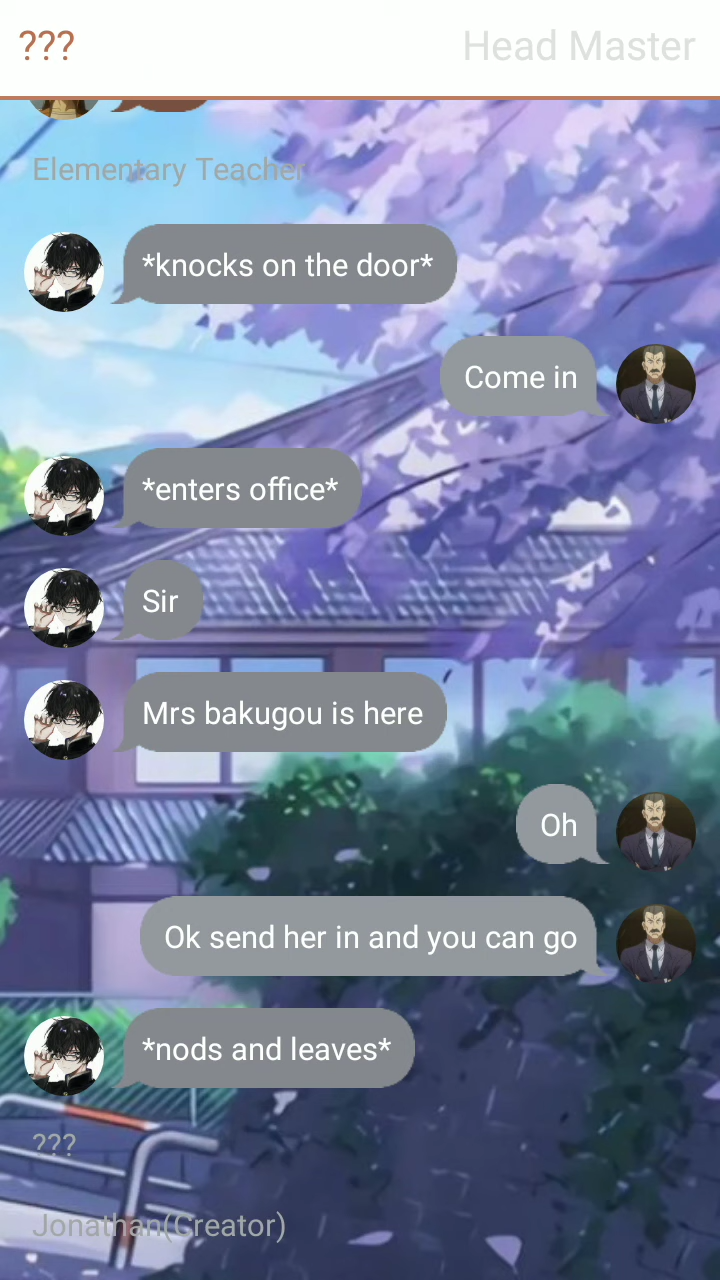 ???
Head Master
Elementary Teacher
*knocks on the door*
Come in
*enters office*
Sir
Mrs bakugou is here
Oh
Ok send her in and you can go
*nods and leaves*
???
Jonathan(Creator)